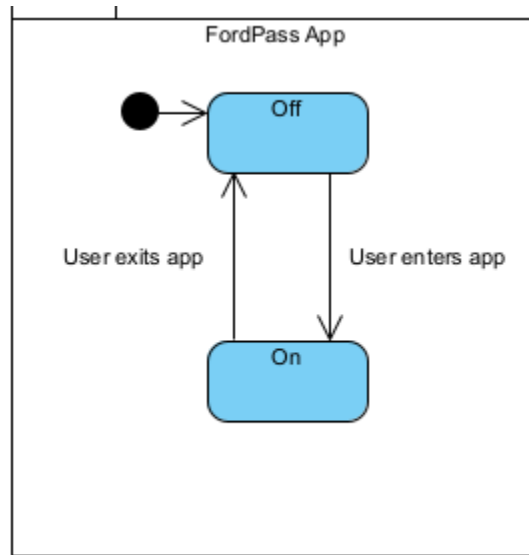 FordPass App
Off
User exits app
User enters app
On